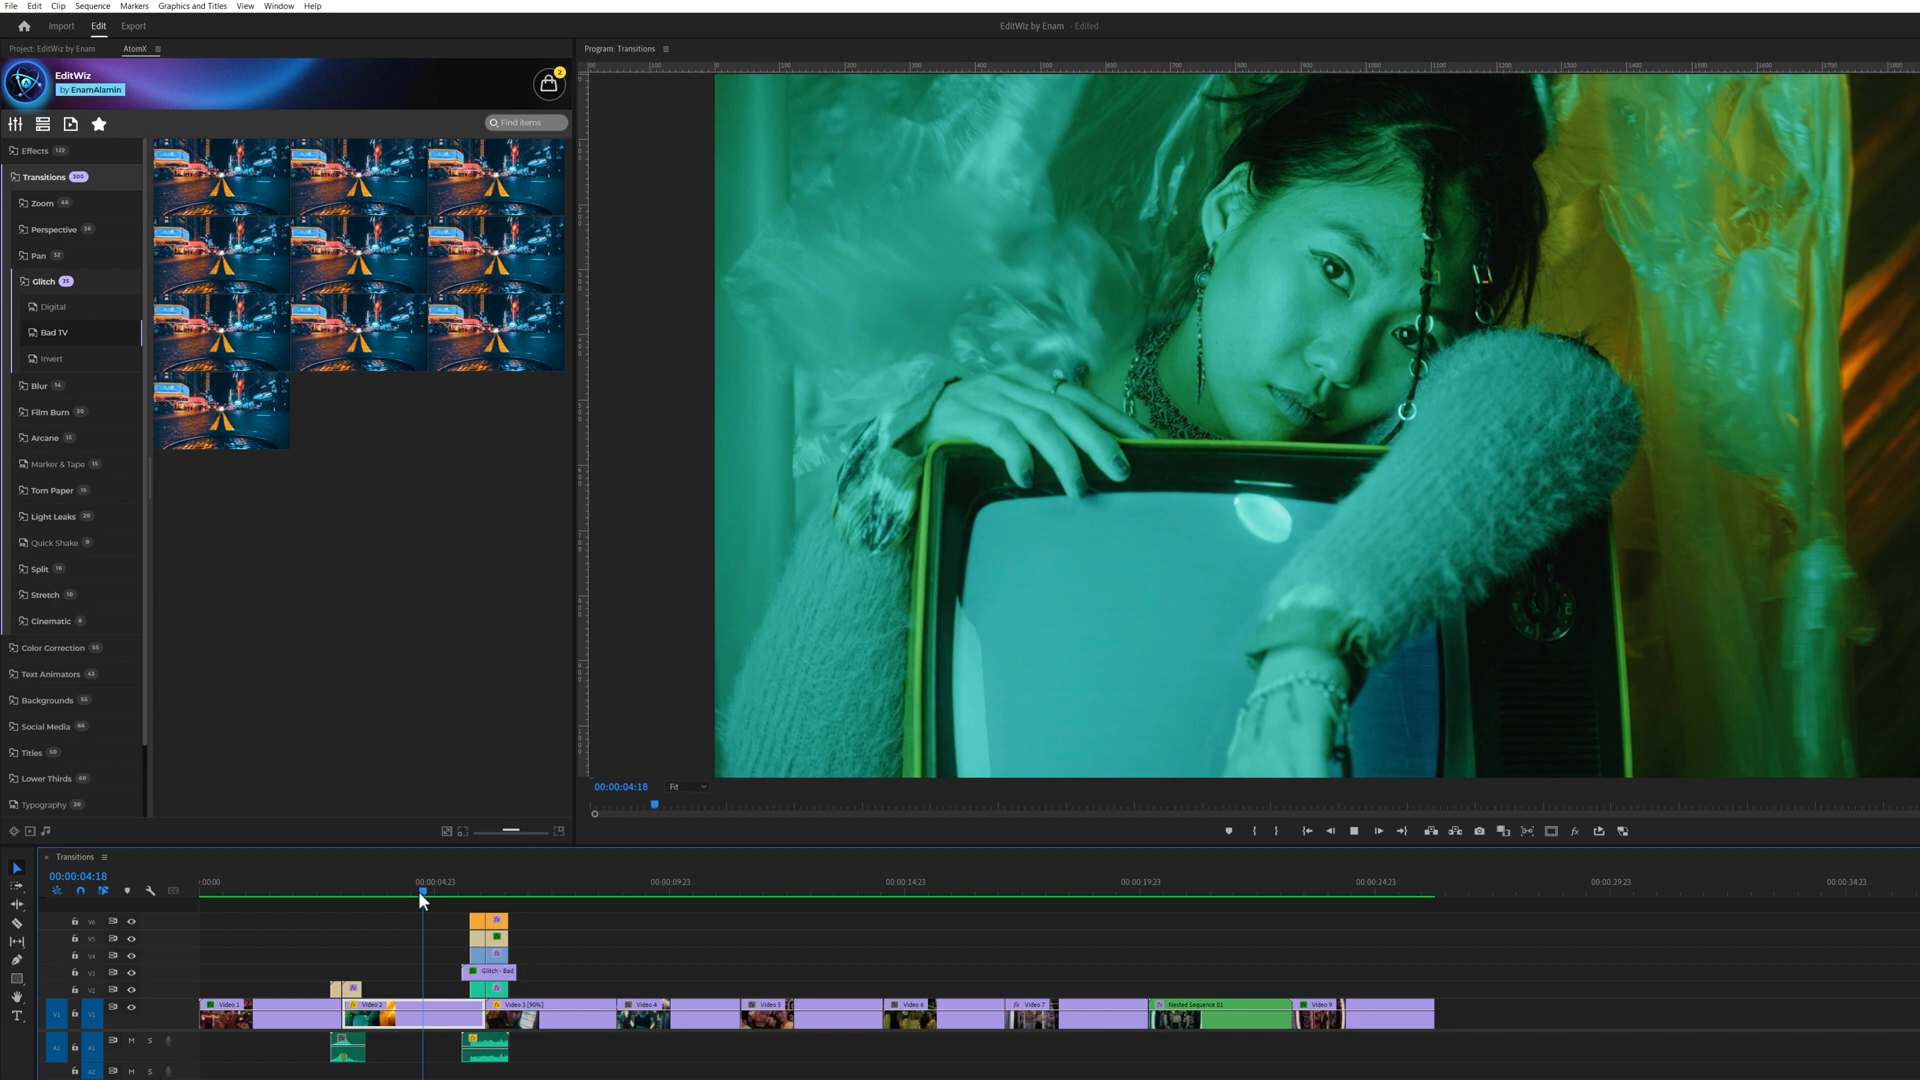 File Edit Clip Sequence Markers Graphics and Titles View Window Help
Import Edit Export
EditWiz by Enam - Edited
Project: EditWiz by Enam AtomX
Program: Transitions
EditWiz
by EnamAlamin
2
Find items
Effects 122
Transitions 300
Zoom 46
Perspective 36
Pan 32
Glitch 35
Digital
Bad TV
Invert
Blur 14
Film Burn 30
Arcane 15
Marker & Tape 15
Torn Paper 15
Light Leaks 20
Quick Shake 8
Split 16
Stretch 10
Cinematic 8
Color Correction 55
Text Animators 43
Backgrounds 55
Social Media 66
Titles 50
Lower Thirds 60
Typography 20
00:00:04:18 Fit
Transitions
00:00:04:18
:00:00 00:00:04:23 00:00:09:23 00:00:14:23 00:00:19:23 00:00:24:23 00:00:29:23 00:00:34:23
V6
V5
V4
V3 Glitch - Bad
V2
V1 V1 Video 1 Video 2 Video 3 [90%] Video 4 Video 5 Video 6 Video 7 Nested Sequence 01 Video 9
A1 A1 M S
A2 M S